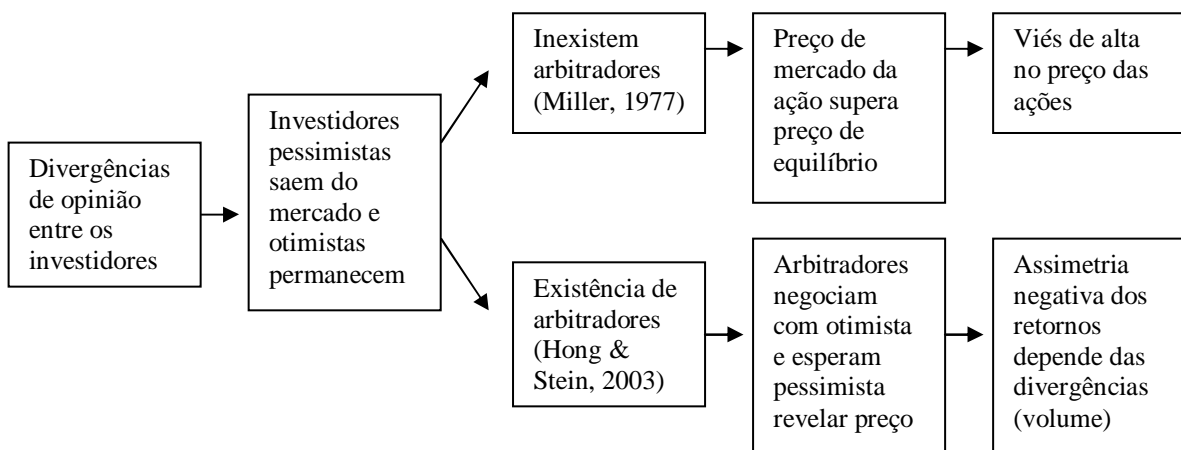 Divergências
de opinião
entre os
investidores
Investidores
pessimistas
saem do
mercado e
otimistas
permanecem
Inexistem
arbitradores
(Miller, 1977)
Preço de
mercado da
ação supera
preço de
equilíbrio
Viés de alta
no preço das
ações
Existência de
arbitradores
(Hong &
Stein, 2003)
Arbitradores
negociam
com otimista
e esperam
pessimista
revelar preço
Assimetria
negativa dos
retornos
depende das
divergências
(volume)